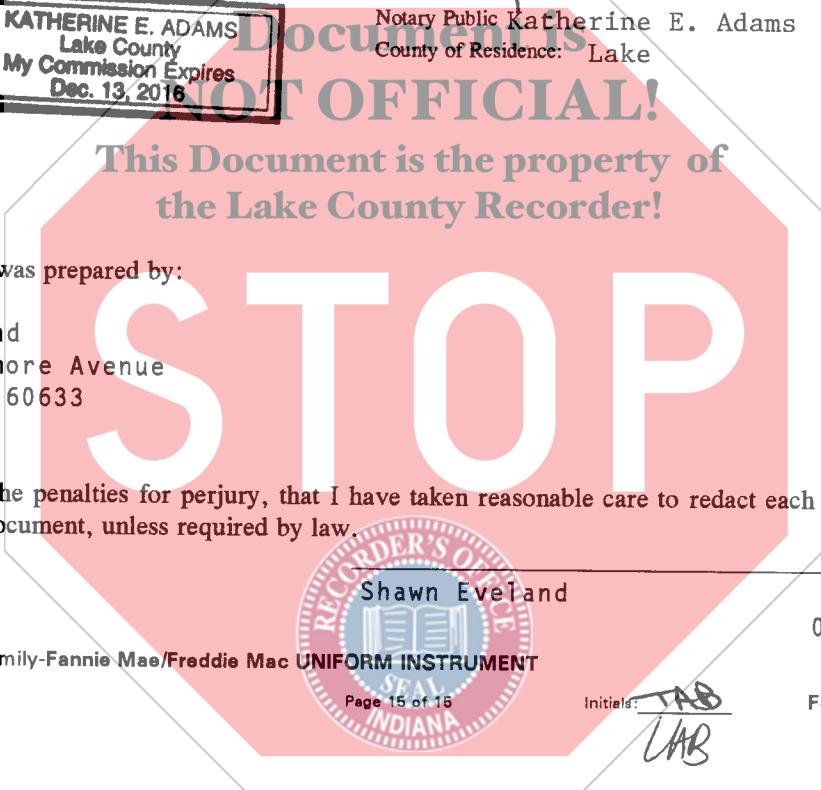 KATHERINE E. ADAMS
Lake County
My Commission Expires
Dec. 13, 2016
Notary Public Katherine E. Adams
County of Residence: Lake
Document is
NOT OFFICIAL!
This Document is the property of
the Lake County Recorder!
STOP
was prepared by:
d
ore Avenue
60633
he penalties for perjury, that I have taken reasonable care to redact each
ocument, unless required by law.
Shawn Eveland
RECORDER'S OFFICE
SEAL
INDIANA
0
mily-Fannie Mae/Freddie Mac UNIFORM INSTRUMENT
Page 15 of 15
Initials: TAB
LAB
F